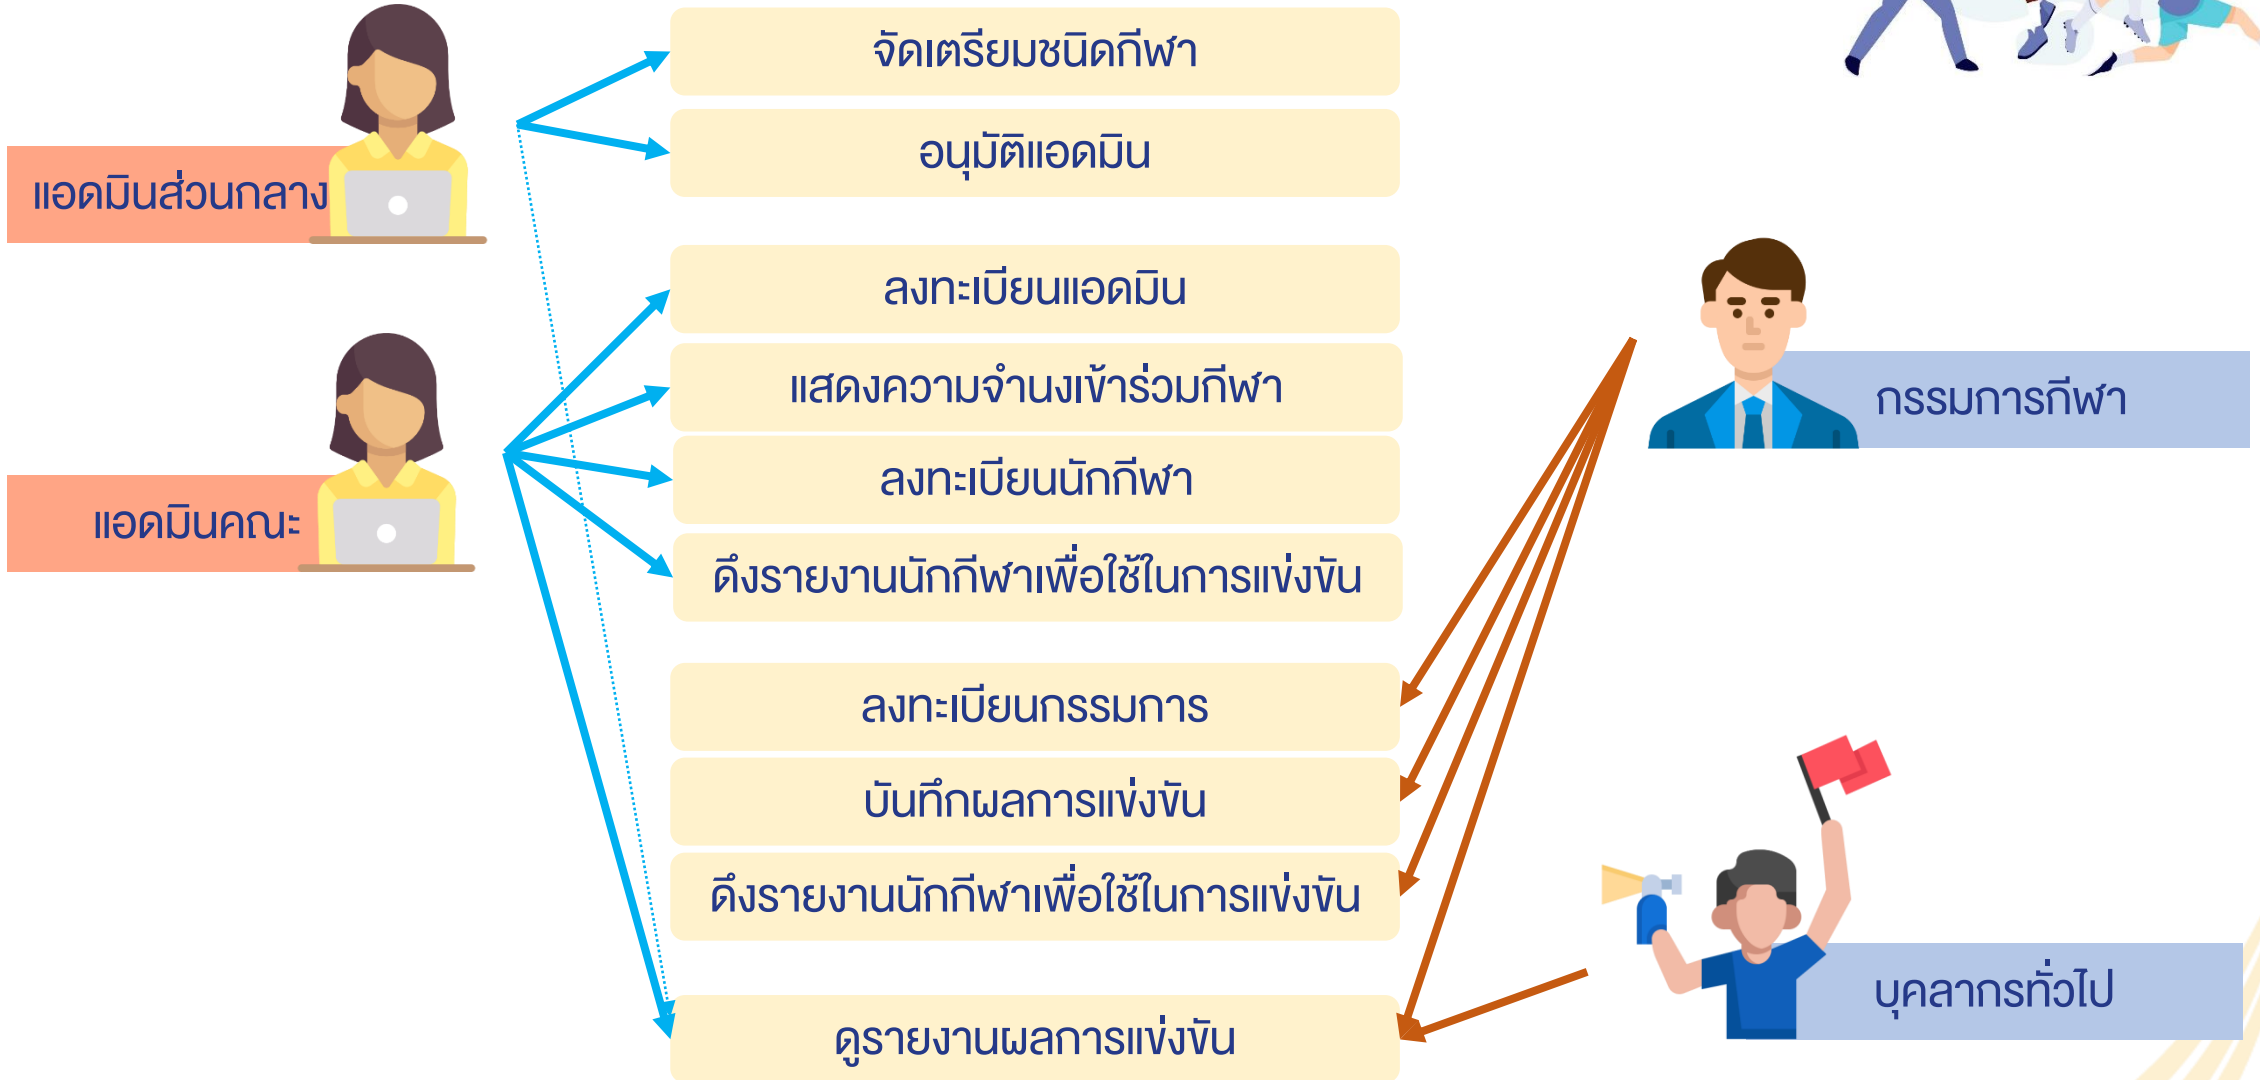 จัดเตรียมชนิดกีฬา
อนุมัติแอดมิน
แอดมินส่วนกลาง
ลงทะเบียนแอดมิน
แสดงความจำนงเข้าร่วมกีฬา
กรรมการกีฬา
ลงทะเบียนนักกีฬา
แอดมินคณะ
ดึงรายงานนักกีฬาเพื่อใช้ในการแข่งขัน
ลงทะเบียนกรรมการ
บันทึกผลการแข่งขัน
ดึงรายงานนักกีฬาเพื่อใช้ในการแข่งขัน
บุคลากรทั่วไป
ดูรายงานผลการแข่งขัน